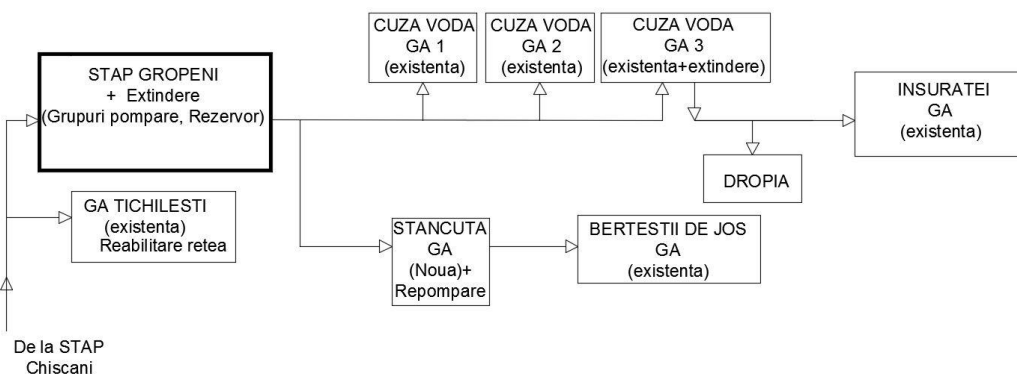 STAP GROPENI
+ Extindere
(Grupuri pompare, Rezervor)
CUZA VODA
GA 1
(existenta)
CUZA VODA
GA 2
(existenta)
CUZA VODA
GA 3
(existenta+extindere)
INSURATEI
GA
(existenta)
DROPIA
GA TICHILESTI
(existenta)
Reabilitare retea
STANCUTA
GA
(Noua)+
Repompare
BERTESTII DE JOS
GA
(existenta)
De la STAP
Chiscani